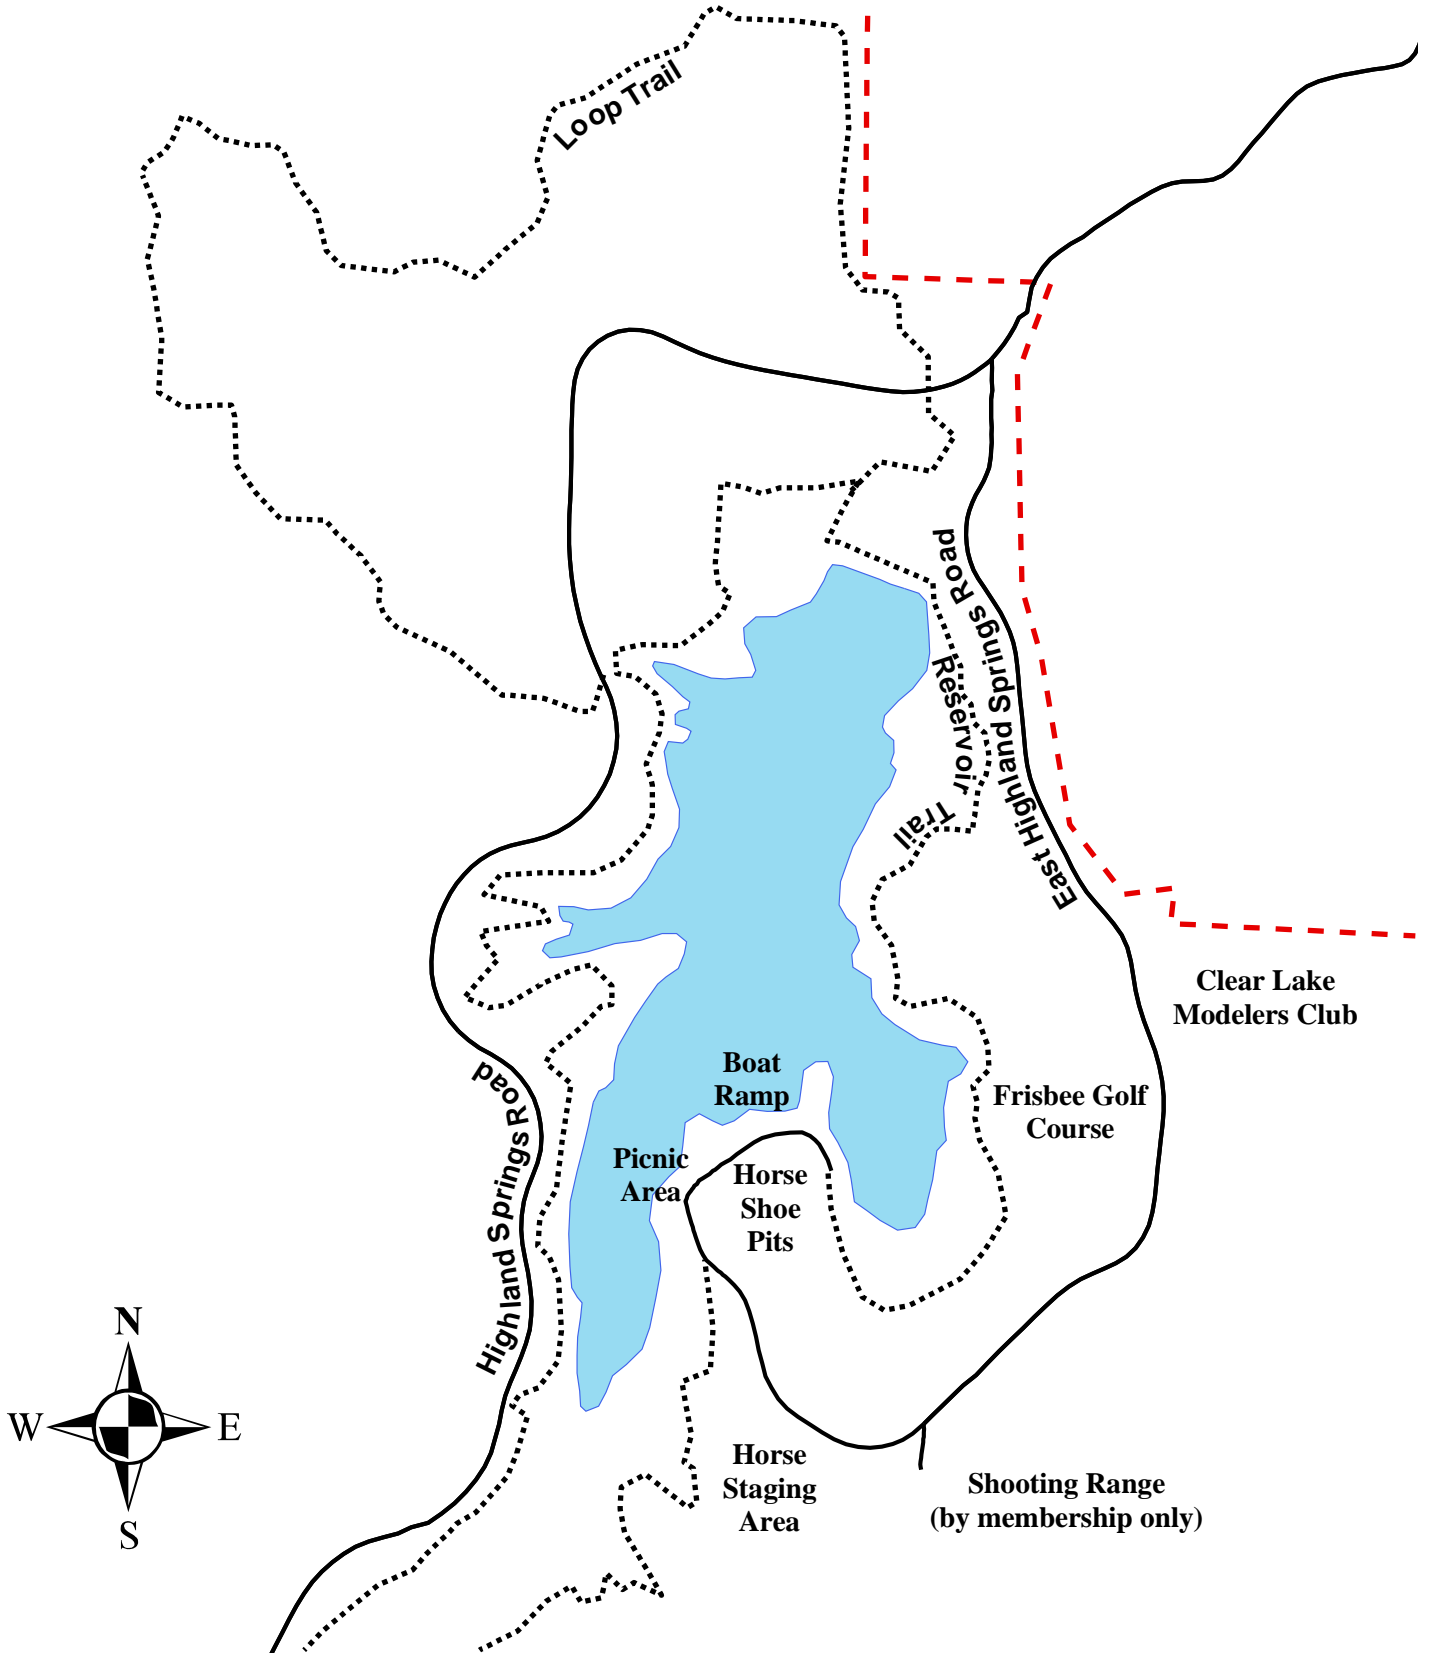 Loop Trail
East Highland Springs Road
Reservoir
Trail
Clear Lake
Modelers Club
Boat
Ramp
Frisbee Golf
Course
Picnic
Area
Horse
Shoe
Pits
Highland Springs Road
N
W
E
S
Horse
Staging
Area
Shooting Range
(by membership only)